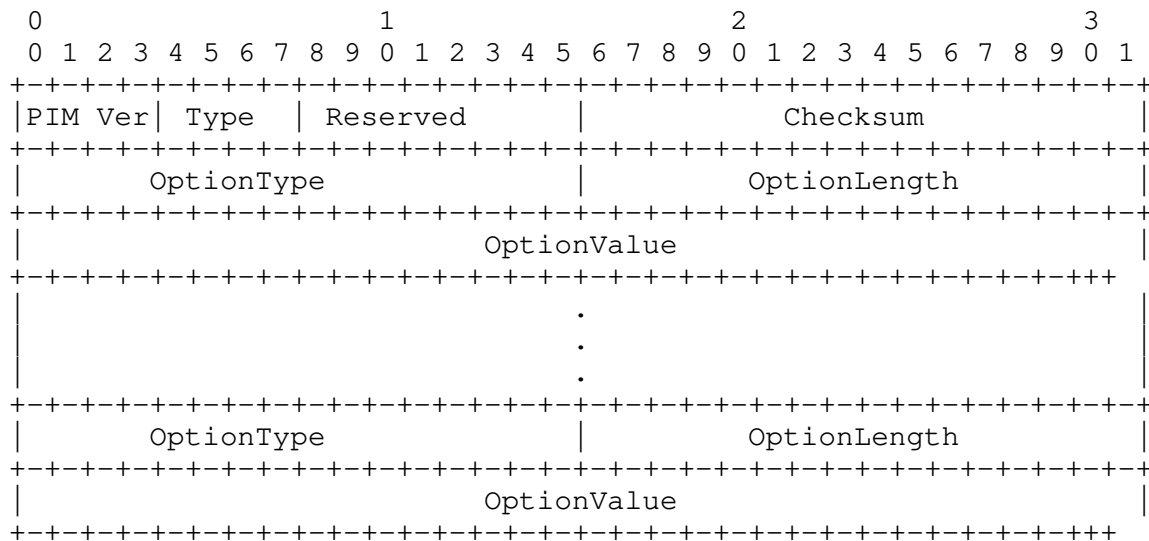 0                   1                   2                   3
 0 1 2 3 4 5 6 7 8 9 0 1 2 3 4 5 6 7 8 9 0 1 2 3 4 5 6 7 8 9 0 1
+-+-+-+-+-+-+-+-+-+-+-+-+-+-+-+-+-+-+-+-+-+-+-+-+-+-+-+-+-+-+-+-+
|PIM Ver| Type  | Reserved      |           Checksum            |
+-+-+-+-+-+-+-+-+-+-+-+-+-+-+-+-+-+-+-+-+-+-+-+-+-+-+-+-+-+-+-+-+
|       OptionType              |         OptionLength          |
+-+-+-+-+-+-+-+-+-+-+-+-+-+-+-+-+-+-+-+-+-+-+-+-+-+-+-+-+-+-+-+-+
|                          OptionValue                          |
+-+-+-+-+-+-+-+-+-+-+-+-+-+-+-+-+-+-+-+-+-+-+-+-+-+-+-+-+-+-+++
|                               .                               |
|                               .                               |
|                               .                               |
+-+-+-+-+-+-+-+-+-+-+-+-+-+-+-+-+-+-+-+-+-+-+-+-+-+-+-+-+-+-+-+-+
|       OptionType              |         OptionLength          |
+-+-+-+-+-+-+-+-+-+-+-+-+-+-+-+-+-+-+-+-+-+-+-+-+-+-+-+-+-+-+-+-+
|                          OptionValue                          |
+-+-+-+-+-+-+-+-+-+-+-+-+-+-+-+-+-+-+-+-+-+-+-+-+-+-+-+-+-+-+++